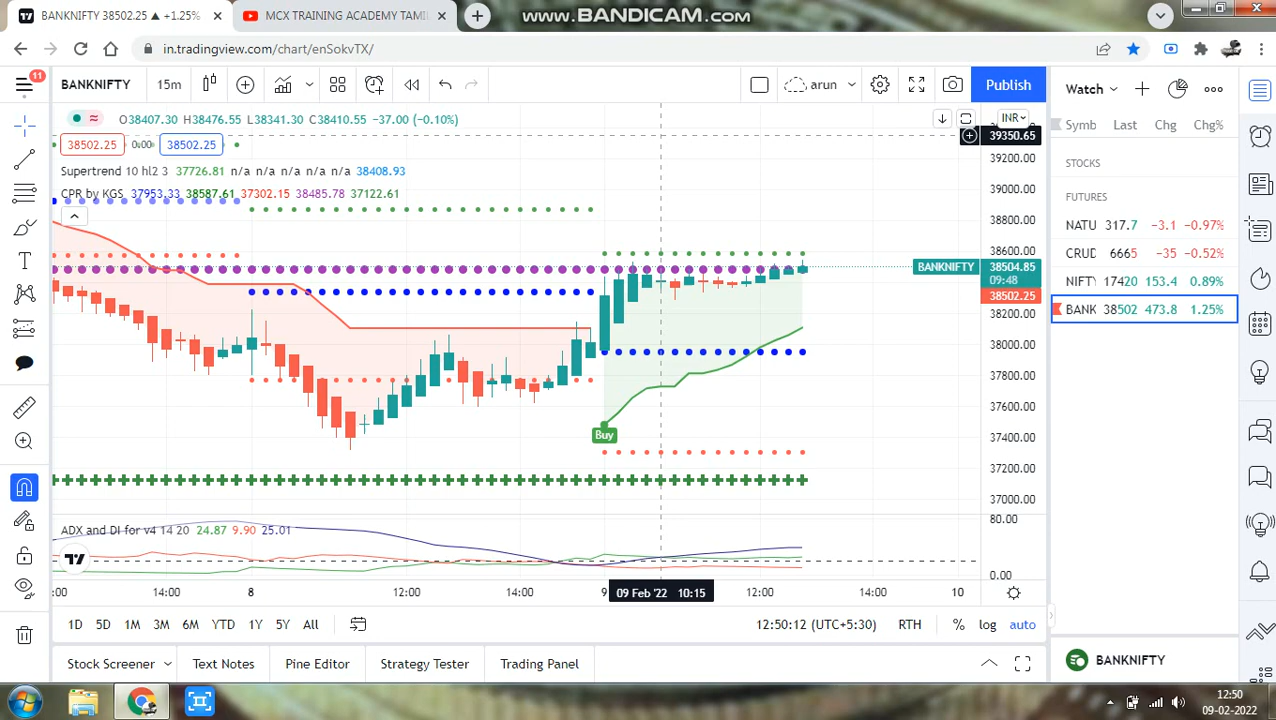 BANKNIFTY 38502.25 ▲ +1.25%
MCX TRAINING ACADEMY TAMIL
www.BANDICAM.com
in.tradingview.com/chart/enSokvTX/
11
BANKNIFTY
15m
arun
Publish
Watch
O38407.30 H38476.55 L38341.30 C38410.55 −37.00 (−0.10%)
INR
38502.25
0.00
38502.25
Supertrend 10 hl2 3 37726.81 n/a n/a n/a n/a n/a 38408.93
CPR by KGS 37953.33 38587.61 37302.15 38485.78 37122.61
39350.65
39200.00
39000.00
38800.00
38600.00
BANKNIFTY 38504.85
09:48
38502.25
38200.00
38000.00
37800.00
37600.00
37400.00
37200.00
37000.00
Buy
ADX and DI for v4 14 20 24.87 9.90 25.01
80.00
0.00
:00
14:00
8
12:00
14:00
9
09 Feb '22 10:15
12:00
14:00
10
1D 5D 1M 3M 6M YTD 1Y 5Y All
12:50:12 (UTC+5:30)
RTH
% log auto
Stock Screener
Text Notes
Pine Editor
Strategy Tester
Trading Panel
Symb Last Chg Chg%
STOCKS
FUTURES
NATU 317.7 −3.1 −0.97%
CRUD 6665 −35 −0.52%
NIFTY 17420 153.4 0.89%
BANK 38502 473.8 1.25%
BANKNIFTY
12:50
09-02-2022